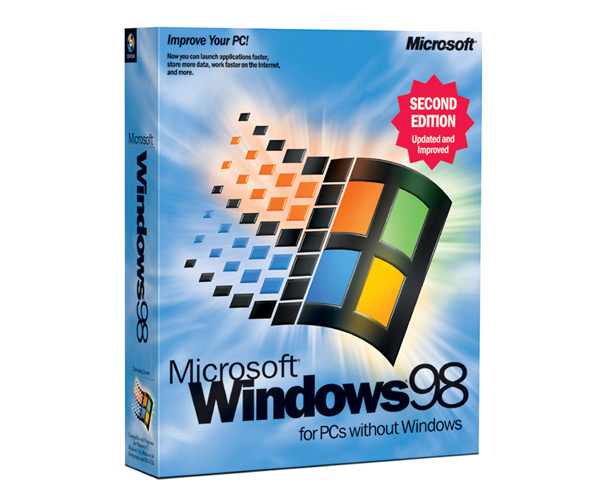 Improve Your PC!
Now you can launch applications faster,
store more data, work faster on the Internet,
and more.
Microsoft
SECOND
EDITION
Updated and
Improved
Microsoft
Windows98
for PCs without Windows
Microsoft
Windows98